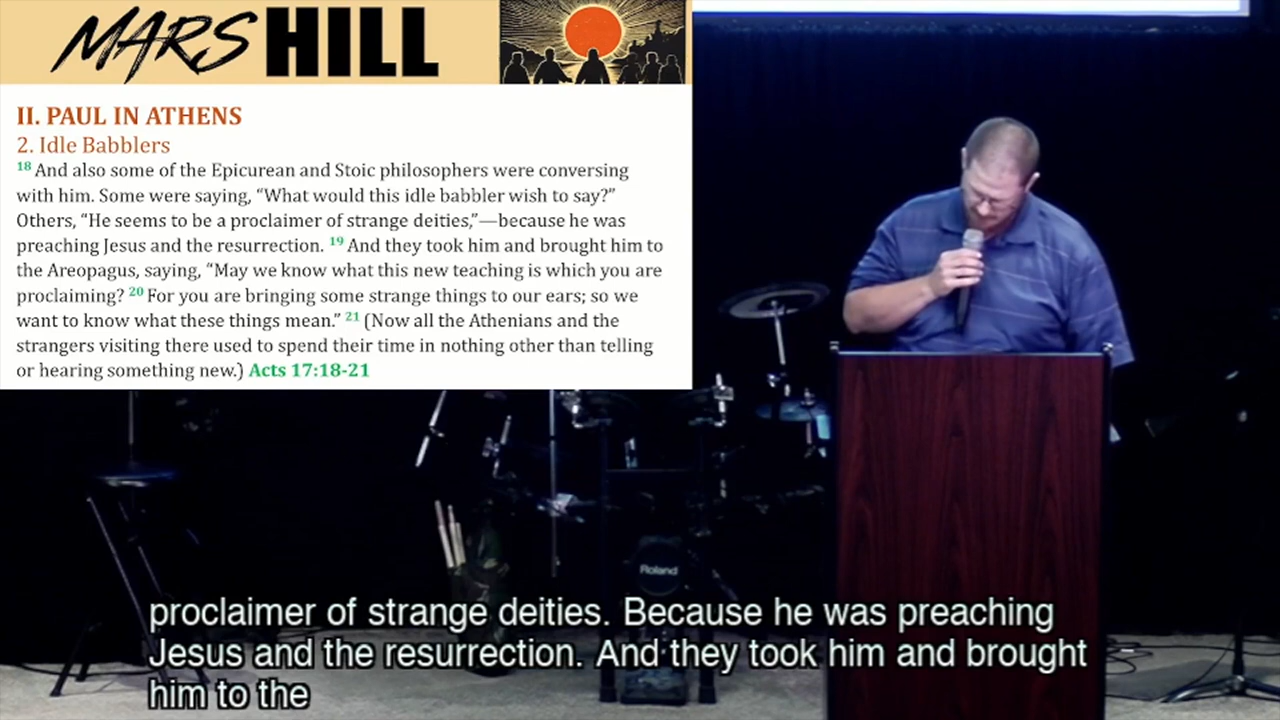 MARS HILL
II. PAUL IN ATHENS
2. Idle Babblers
18 And also some of the Epicurean and Stoic philosophers were conversing
with him. Some were saying, “What would this idle babbler wish to say?”
Others, “He seems to be a proclaimer of strange deities,”—because he was
preaching Jesus and the resurrection. 19 And they took him and brought him to
the Areopagus, saying, “May we know what this new teaching is which you are
proclaiming? 20 For you are bringing some strange things to our ears; so we
want to know what these things mean.” 21 (Now all the Athenians and the
strangers visiting there used to spend their time in nothing other than telling
or hearing something new.) Acts 17:18-21
Roland
proclaimer of strange deities. Because he was preaching
Jesus and the resurrection. And they took him and brought
him to the